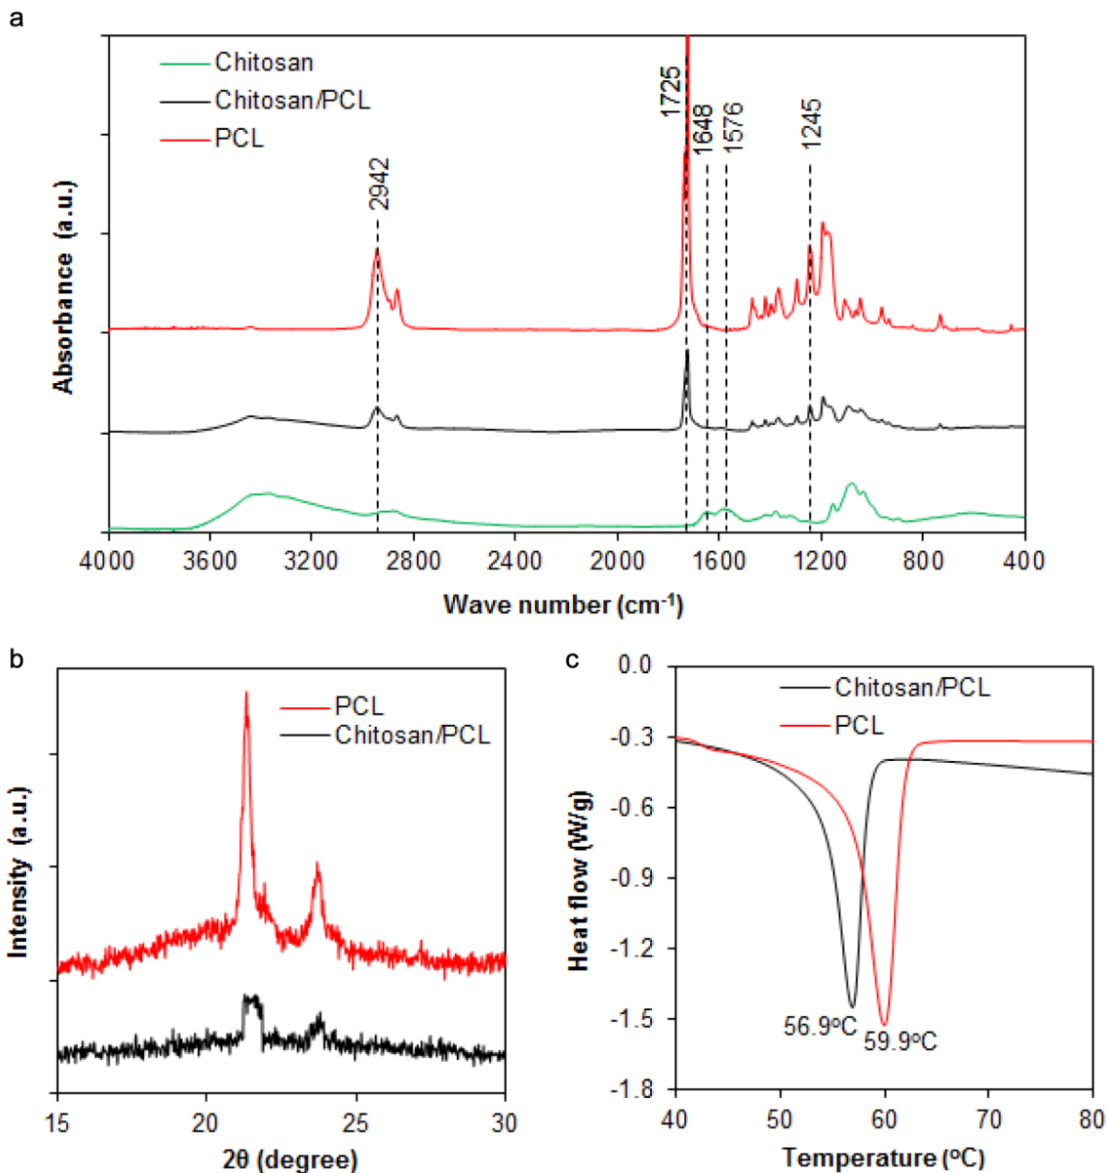 a
Chitosan
Chitosan/PCL
PCL
2942
1725
1648
1576
1245
Absorbance (a.u.)
4000 3600 3200 2800 2400 2000 1600 1200 800 400
Wave number (cm⁻¹)
b
PCL
Chitosan/PCL
Intensity (a.u.)
15 20 25 30
2θ (degree)
c
Chitosan/PCL
PCL
0.0
-0.3
-0.6
-0.9
-1.2
-1.5
-1.8
Heat flow (W/g)
56.9°C
59.9°C
40 50 60 70 80
Temperature (°C)